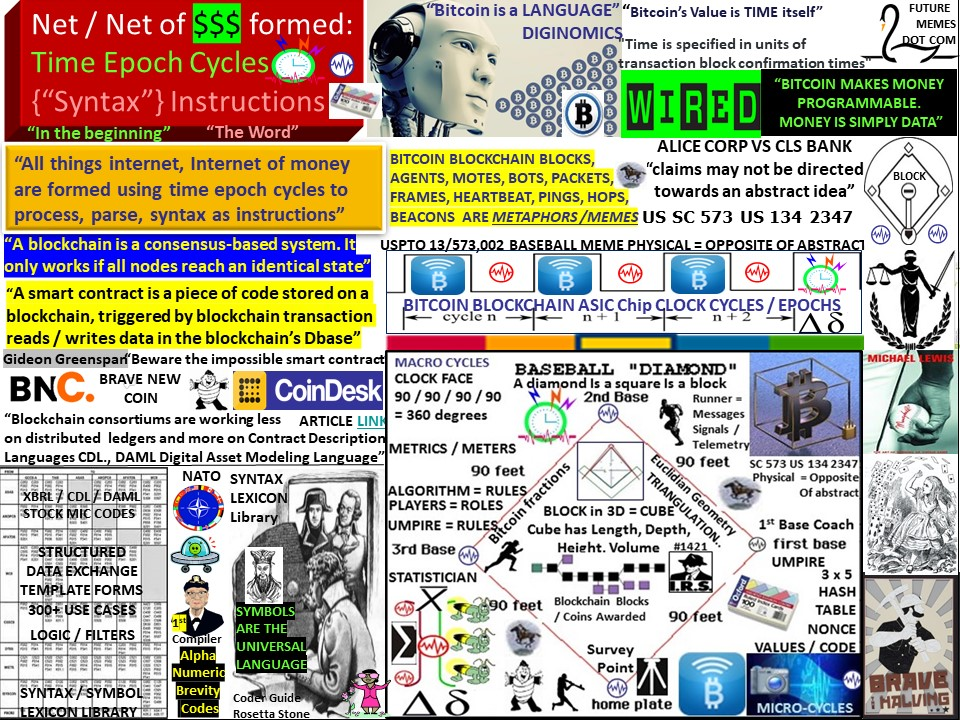 Net / Net of $$$ formed:
Time Epoch Cycles
{“Syntax”} Instructions
“In the beginning” “The Word”
“Bitcoin is a LANGUAGE”
DIGINOMICS
“Bitcoin’s Value is TIME itself”
"Time is specified in units of
transaction block confirmation times"
FUTURE
MEMES
DOT COM
WIRED
“BITCOIN MAKES MONEY
PROGRAMMABLE.
MONEY IS SIMPLY DATA”
“All things internet, Internet of money
are formed using time epoch cycles to
process, parse, syntax as instructions”
BITCOIN BLOCKCHAIN BLOCKS,
AGENTS, MOTES, BOTS, PACKETS,
FRAMES, HEARTBEAT, PINGS, HOPS,
BEACONS ARE METAPHORS /MEMES
ALICE CORP VS CLS BANK
“claims may not be directed
towards an abstract idea”
US SC 573 US 134 2347
BLOCK
“A blockchain is a consensus-based system. It
only works if all nodes reach an identical state”
“A smart contract is a piece of code stored on a
blockchain, triggered by blockchain transaction
reads / writes data in the blockchain’s Dbase”
Gideon Greenspan “Beware the impossible smart contract
USPTO 13/573,002 BASEBALL MEME PHYSICAL = OPPOSITE OF ABSTRACT
BITCOIN BLOCKCHAIN ASIC Chip CLOCK CYCLES / EPOCHS
cycle n n + 1 n + 2 Δδ
BNC.
BRAVE NEW
COIN
CoinDesk
“Blockchain consortiums are working less ARTICLE LINK
on distributed ledgers and more on Contract Description
Languages CDL., DAML Digital Asset Modeling Language”
XBRL / CDL / DAML
STOCK MIC CODES
STRUCTURED
DATA EXCHANGE
TEMPLATE FORMS
300+ USE CASES
LOGIC / FILTERS
SYNTAX / SYMBOL
LEXICON LIBRARY
NATO
SYNTAX
LEXICON
Library
“1st”
Compiler
Alpha
Numeric
Brevity
Codes
SYMBOLS
ARE THE
UNIVERSAL
LANGUAGE
Coder Guide
Rosetta Stone
MACRO CYCLES
CLOCK FACE
90 / 90 / 90 / 90
= 360 degrees
METRICS / METERS
90 feet
ALGORITHM = RULES
PLAYERS = ROLES
UMPIRE = RULES
3rd Base
STATISTICIAN
BASEBALL "DIAMOND"
A diamond Is a square Is a block
2nd Base
Runner =
Messages
Signals /
Telemetry
90 feet
Bitcoin fractions
Euclidian Geometry
TRIANGULATION..
BLOCK in 3D = CUBE
Cube has Length, Depth,
Height. Volume
#1421
I.R.S.
Blockchain Blocks
/ Coins Awarded
90 feet
90 feet
Survey
Point
home plate
Σ
Δδ
SC 573 US 134 2347
Physical = Opposite
Of abstract
1st Base Coach
first base
UMPIRE
Oxford
100
3 x 5
HASH
TABLE
NONCE
VALUES / CODE
MICRO-CYCLES
MICHAEL LEWIS
Moneyball
BRAVE
HALVING